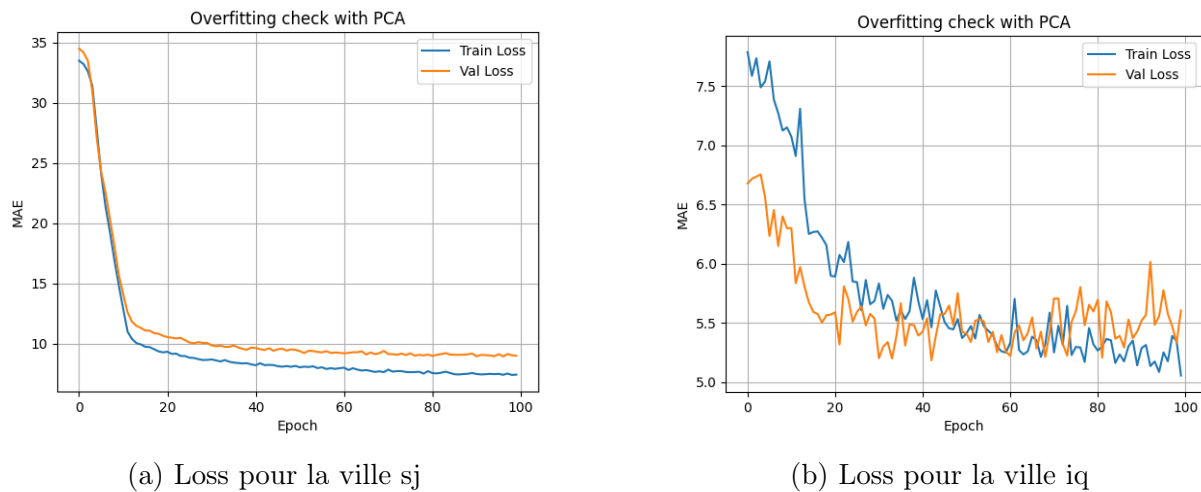 Overfitting check with PCA
35
30
25
20
15
10
MAE
0 20 40 60 80 100
Epoch
Train Loss
Val Loss
(a) Loss pour la ville sj
Overfitting check with PCA
7.5
7.0
6.5
6.0
5.5
5.0
MAE
0 20 40 60 80 100
Epoch
Train Loss
Val Loss
(b) Loss pour la ville iq